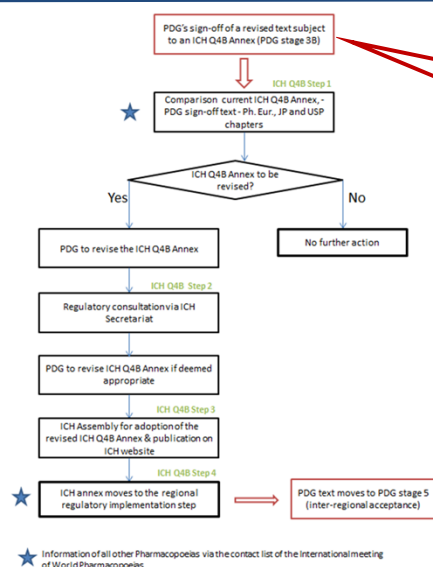 PDG's sign-off of a revised text subject
to an ICH Q4B Annex (PDG stage 3B)
ICH Q4B Step 1
Comparison current ICH Q4B Annex, -
PDG sign-off text - Ph. Eur., JP and USP
chapters
ICH Q4B Annex to be
revised?
Yes
No
PDG to revise the ICH Q4B Annex
No further action
ICH Q4B Step 2
Regulatory consultation via ICH
Secretariat
PDG to revise ICH Q4B Annex if deemed
appropriate
ICH Q4B Step 3
ICH Assembly for adoption of the
revised ICH Q4B Annex & publication on
ICH website
ICH Q4B Step 4
ICH annex moves to the regional
regulatory implementation step
PDG text moves to PDG stage 5
(inter-regional acceptance)
Information of all other Pharmacopoeias via the contact list of the International meeting
of World Pharmacopoeias